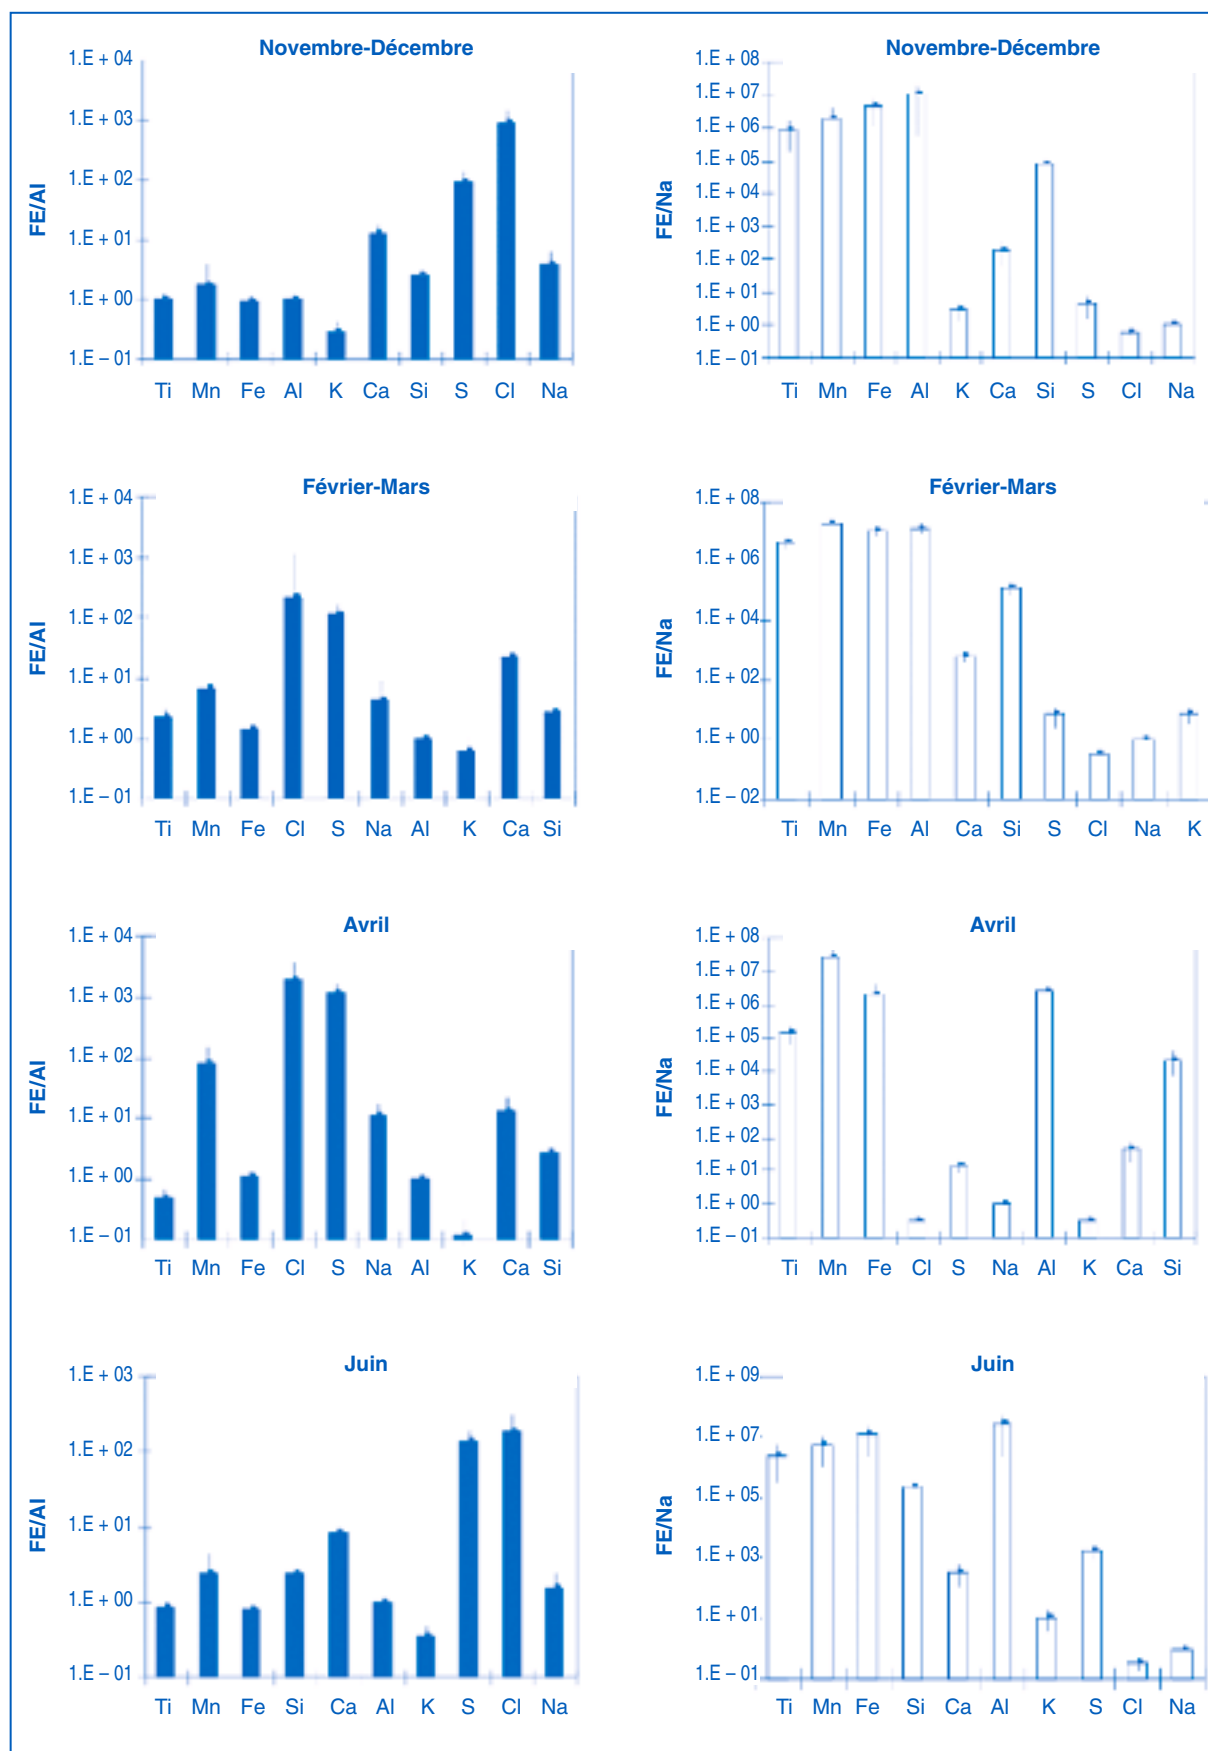 Novembre-Décembre
1.E + 04
1.E + 03
1.E + 02
1.E + 01
1.E + 00
1.E – 01
FE/Al
Ti Mn Fe Al K Ca Si S Cl Na
Novembre-Décembre
1.E + 08
1.E + 07
1.E + 06
1.E + 05
1.E + 04
1.E + 03
1.E + 02
1.E + 01
1.E + 00
1.E – 01
FE/Na
Ti Mn Fe Al K Ca Si S Cl Na
Février-Mars
1.E + 04
1.E + 03
1.E + 02
1.E + 01
1.E + 00
1.E – 01
FE/Al
Ti Mn Fe Cl S Na Al K Ca Si
Février-Mars
1.E + 08
1.E + 06
1.E + 04
1.E + 02
1.E + 00
1.E – 02
FE/Na
Ti Mn Fe Al Ca Si S Cl Na K
Avril
1.E + 04
1.E + 03
1.E + 02
1.E + 01
1.E + 00
1.E – 01
FE/Al
Ti Mn Fe Cl S Na Al K Ca Si
Avril
1.E + 08
1.E + 07
1.E + 06
1.E + 05
1.E + 04
1.E + 03
1.E + 02
1.E + 01
1.E + 00
1.E – 01
FE/Na
Ti Mn Fe Cl S Na Al K Ca Si
Juin
1.E + 03
1.E + 02
1.E + 01
1.E + 00
1.E – 01
FE/Al
Ti Mn Fe Si Ca Al K S Cl Na
Juin
1.E + 09
1.E + 07
1.E + 05
1.E + 03
1.E + 01
1.E – 01
FE/Na
Ti Mn Fe Si Ca Al K S Cl Na